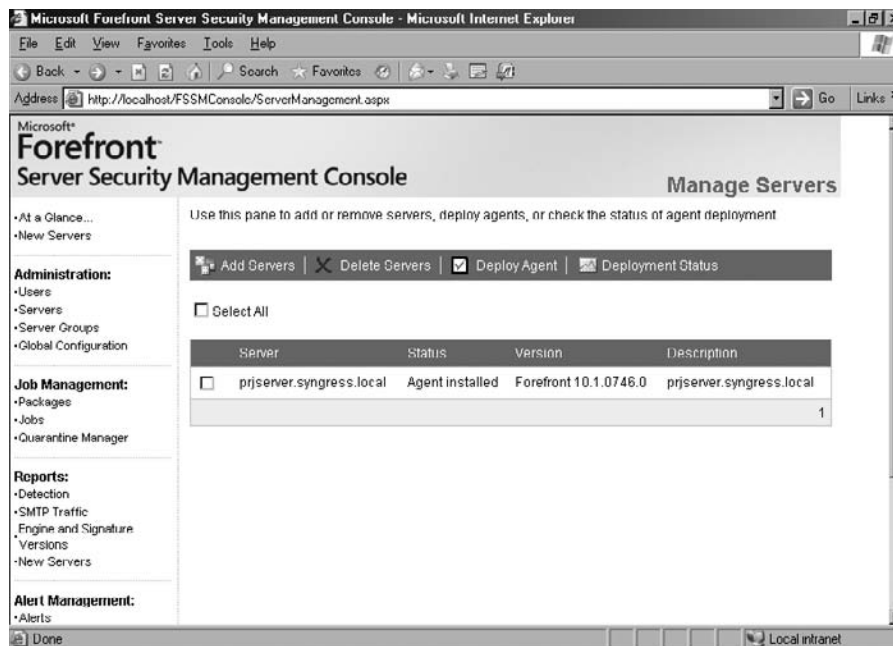 Microsoft Forefront Server Security Management Console - Microsoft Internet Explorer
File Edit View Favorites Tools Help
Back Search Favorites
Address http://localhost/FSSMConsole/ServerManagement.aspx Go Links
Microsoft®
Forefront™
Server Security Management Console
Manage Servers
Use this pane to add or remove servers, deploy agents, or check the status of agent deployment
Add Servers | Delete Servers | Deploy Agent | Deployment Status
Select All
Server Status Version Description
prjserver.syngress.local Agent installed Forefront 10.1.0746.0 prjserver.syngress.local
1
•At a Glance...
•New Servers
Administration:
•Users
•Servers
•Server Groups
•Global Configuration
Job Management:
•Packages
•Jobs
•Quarantine Manager
Reports:
•Detection
•SMTP Traffic
•Engine and Signature
Versions
•New Servers
Alert Management:
•Alerts
Done Local intranet